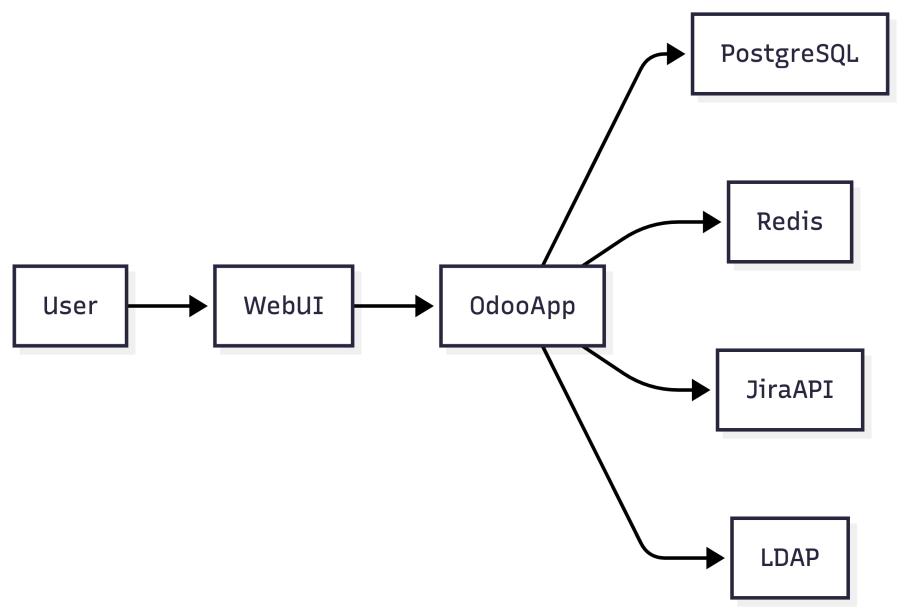 User
WebUI
OdooApp
PostgreSQL
Redis
JiraAPI
LDAP